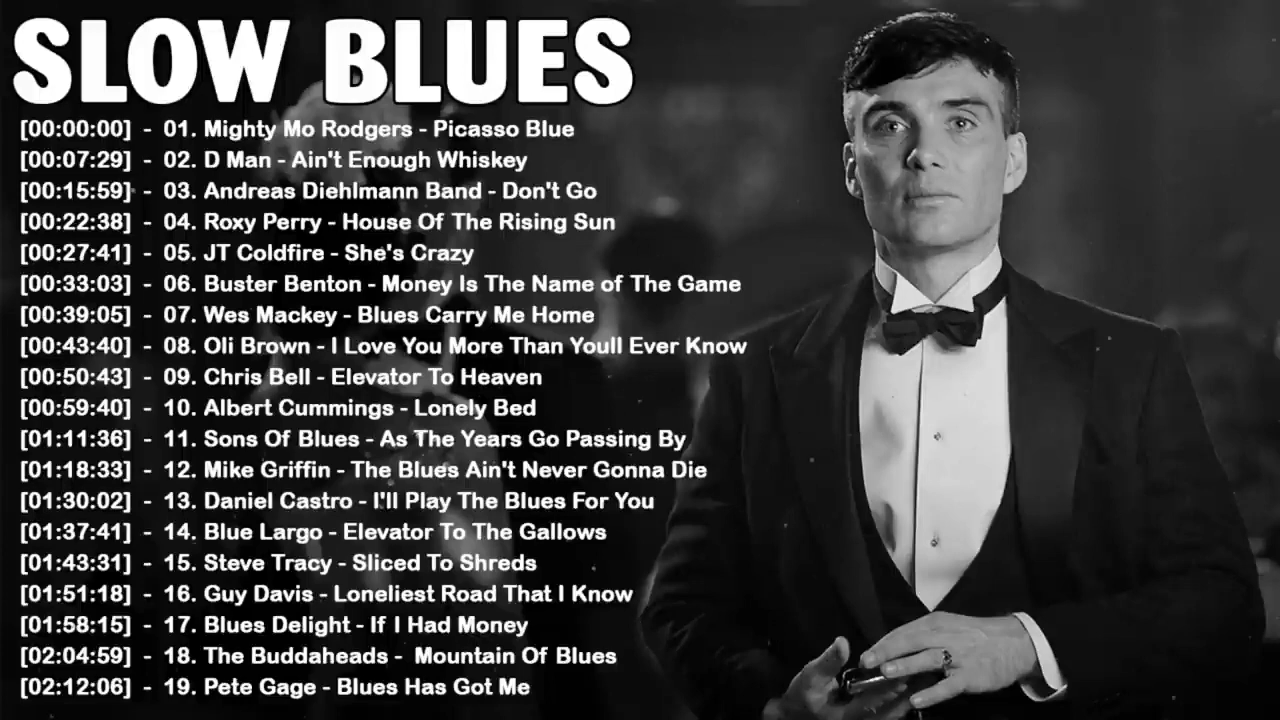 SLOW BLUES
[00:00:00] - 01. Mighty Mo Rodgers - Picasso Blue
[00:07:29] - 02. D Man - Ain't Enough Whiskey
[00:15:59] - 03. Andreas Diehlmann Band - Don't Go
[00:22:38] - 04. Roxy Perry - House Of The Rising Sun
[00:27:41] - 05. JT Coldfire - She's Crazy
[00:33:03] - 06. Buster Benton - Money Is The Name of The Game
[00:39:05] - 07. Wes Mackey - Blues Carry Me Home
[00:43:40] - 08. Oli Brown - I Love You More Than Youll Ever Know
[00:50:43] - 09. Chris Bell - Elevator To Heaven
[00:59:40] - 10. Albert Cummings - Lonely Bed
[01:11:36] - 11. Sons Of Blues - As The Years Go Passing By
[01:18:33] - 12. Mike Griffin - The Blues Ain't Never Gonna Die
[01:30:02] - 13. Daniel Castro - I'll Play The Blues For You
[01:37:41] - 14. Blue Largo - Elevator To The Gallows
[01:43:31] - 15. Steve Tracy - Sliced To Shreds
[01:51:18] - 16. Guy Davis - Loneliest Road That I Know
[01:58:15] - 17. Blues Delight - If I Had Money
[02:04:59] - 18. The Buddaheads - Mountain Of Blues
[02:12:06] - 19. Pete Gage - Blues Has Got Me